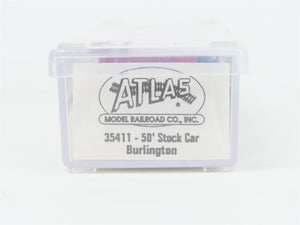 ATLAS
MODEL RAILROAD CO., INC.
35411 - 50' Stock Car
Burlington